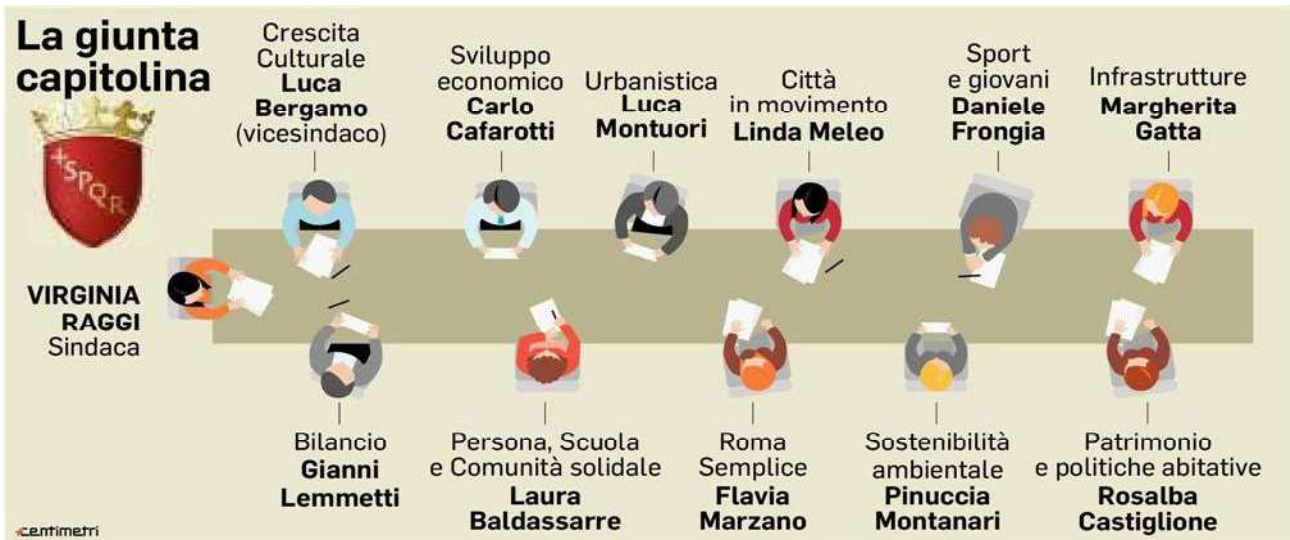 La giunta
capitolina
+SPQR
VIRGINIA
RAGGI
Sindaca
Crescita
Culturale
Luca
Bergamo
(vicesindaco)
Sviluppo
economico
Carlo
Cafarotti
Urbanistica
Luca
Montuori
Città
in movimento
Linda Meleo
Sport
e giovani
Daniele
Frongia
Infrastrutture
Margherita
Gatta
Bilancio
Gianni
Lemmetti
Persona, Scuola
e Comunità solidale
Laura
Baldassarre
Roma
Semplice
Flavia
Marzano
Sostenibilità
ambientale
Pinuccia
Montanari
Patrimonio
e politiche abitative
Rosalba
Castiglione
centimetri